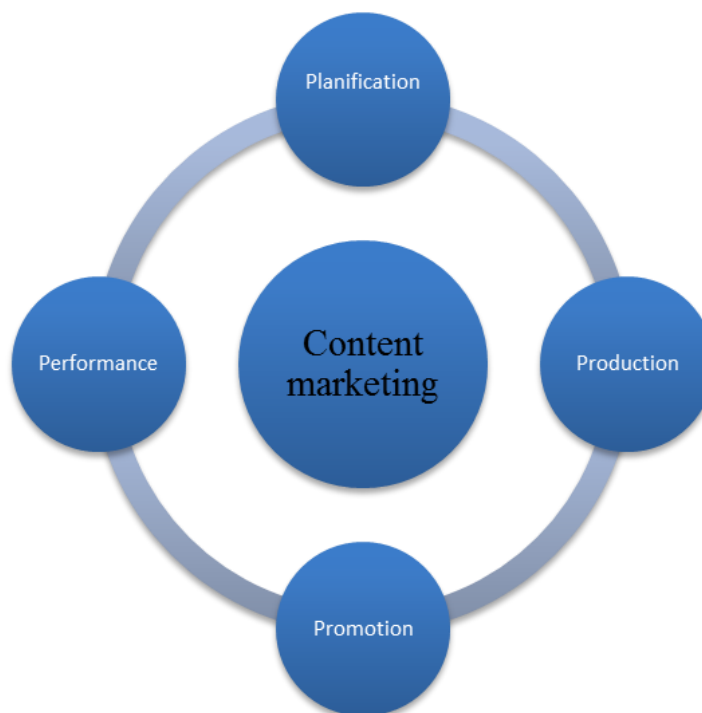 Planification
Performance
Content
marketing
Production
Promotion